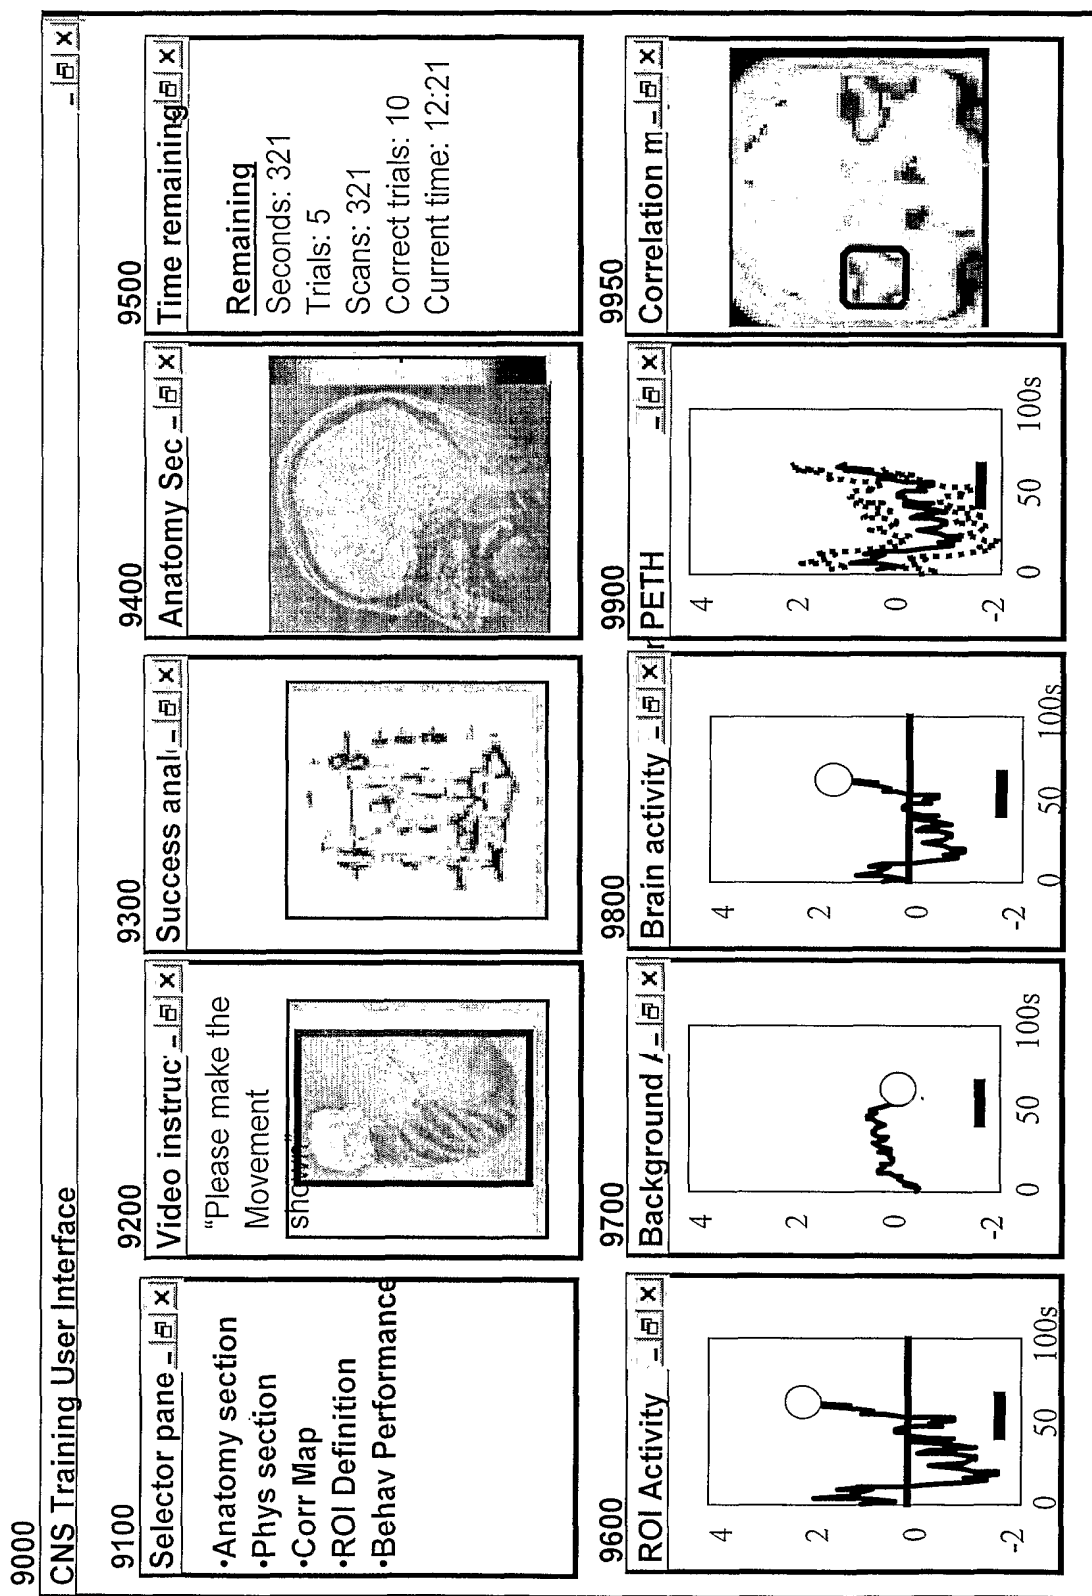 9000
CNS Training User Interface
9100
Selector pane
•Anatomy section
•Phys section
•Corr Map
•ROI Definition
•Behav Performance
9200
Video instruc
“Please make the
Movement
shown”
9300
Success anal
9400
Anatomy Sec
9500
Time remaining
Remaining
Seconds: 321
Trials: 5
Scans: 321
Correct trials: 10
Current time: 12:21
9600
ROI Activity
4
2
0
-2
0 50 100s
9700
Background A
4
2
0
-2
0 50 100s
9800
Brain activity
4
2
0
-2
0 50 100s
9900
PETH
4
2
0
-2
0 50 100s
9950
Correlation m